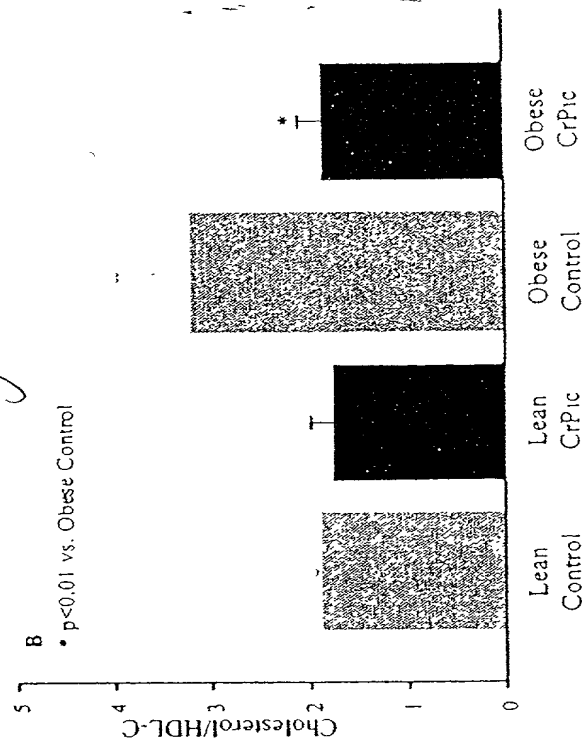 B
• p<0.01 vs. Obese Control
Cholesterol/HDL-C
5
4
3
2
1
0
*
Lean
Control
Lean
CrPic
Obese
Control
Obese
CrPic